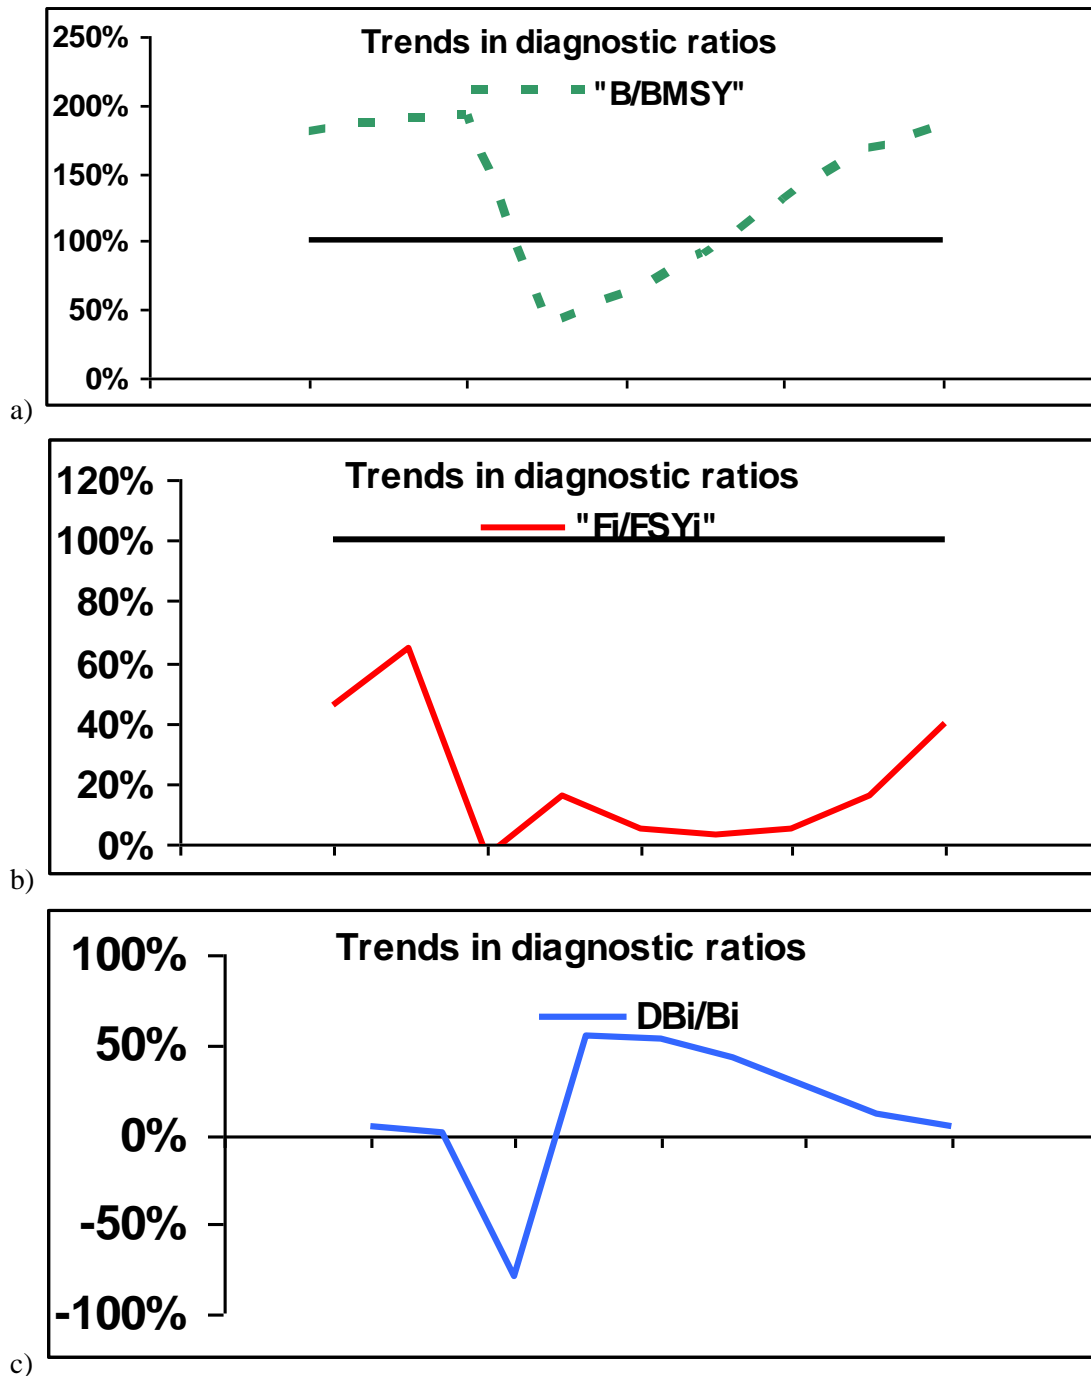 Trends in diagnostic ratios
"B/BMSY"
250%
200%
150%
100%
50%
0%
a)
Trends in diagnostic ratios
"Fi/FSYi"
120%
100%
80%
60%
40%
20%
0%
b)
Trends in diagnostic ratios
DBi/Bi
100%
50%
0%
-50%
-100%
c)